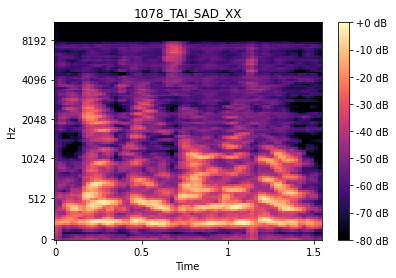 1078_TAI_SAD_XX
8192
4096
2048
1024
512
0
Hz
0
0.5
1
1.5
Time
+0 dB
-10 dB
-20 dB
-30 dB
-40 dB
-50 dB
-60 dB
-70 dB
-80 dB